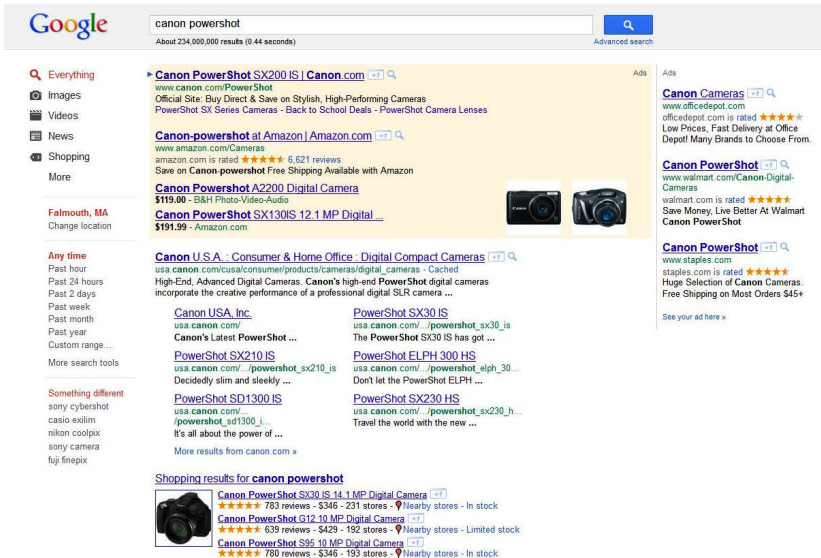 Google
canon powershot
About 234,000,000 results (0.44 seconds)
Advanced search
Everything
Images
Videos
News
Shopping
More
Falmouth, MA
Change location
Any time
Past hour
Past 24 hours
Past 2 days
Past week
Past month
Past year
Custom range...
More search tools
Something different
sony cybershot
casio exilim
nikon coolpix
sony camera
fuji finepix
Canon PowerShot SX200 IS | Canon.com +1
Ads
www.canon.com/PowerShot
Official Site: Buy Direct & Save on Stylish, High-Performing Cameras
PowerShot SX Series Cameras - Back to School Deals - PowerShot Camera Lenses
Canon-powershot at Amazon | Amazon.com +1
www.amazon.com/Cameras
amazon.com is rated ★★★★★ 6,621 reviews
Save on Canon-powershot Free Shipping Available with Amazon
Canon Powershot A2200 Digital Camera
$119.00 - B&H Photo-Video-Audio
Canon PowerShot SX130IS 12.1 MP Digital ...
$191.99 - Amazon.com
Canon U.S.A. : Consumer & Home Office : Digital Compact Cameras +1
usa.canon.com/cusa/consumer/products/cameras/digital_cameras - Cached
High-End, Advanced Digital Cameras. Canon's high-end PowerShot digital cameras
incorporate the creative performance of a professional digital SLR camera ...
Canon USA, Inc.
usa.canon.com/
Canon's Latest PowerShot ...
PowerShot SX30 IS
usa.canon.com/.../powershot_sx30_is
The PowerShot SX30 IS has got ...
PowerShot SX210 IS
usa.canon.com/.../powershot_sx210_is
Decidedly slim and sleekly ...
PowerShot ELPH 300 HS
usa.canon.com/.../powershot_elph_30...
Don't let the PowerShot ELPH ...
PowerShot SD1300 IS
usa.canon.com/...
/powershot_sd1300_i...
It's all about the power of ...
PowerShot SX230 HS
usa.canon.com/.../powershot_sx230_h...
Travel the world with the new ...
More results from canon.com »
Shopping results for canon powershot
Canon PowerShot SX30 IS 14.1 MP Digital Camera +1
★★★★★ 783 reviews - $346 - 231 stores - Nearby stores - In stock
Canon PowerShot G12 10 MP Digital Camera +1
★★★★★ 639 reviews - $429 - 192 stores - Nearby stores - Limited stock
Canon PowerShot S95 10 MP Digital Camera +1
★★★★★ 780 reviews - $346 - 193 stores - Nearby stores - In stock
Ads
Canon Cameras +1
www.officedepot.com
officedepot.com is rated ★★★★★
Low Prices, Fast Delivery at Office
Depot! Many Brands to Choose From.
Canon PowerShot +1
www.walmart.com/Canon-Digital-
Cameras
walmart.com is rated ★★★★★
Save Money, Live Better At Walmart
Canon PowerShot
Canon PowerShot +1
www.staples.com
staples.com is rated ★★★★★
Huge Selection of Canon Cameras.
Free Shipping on Most Orders $45+
See your ad here »